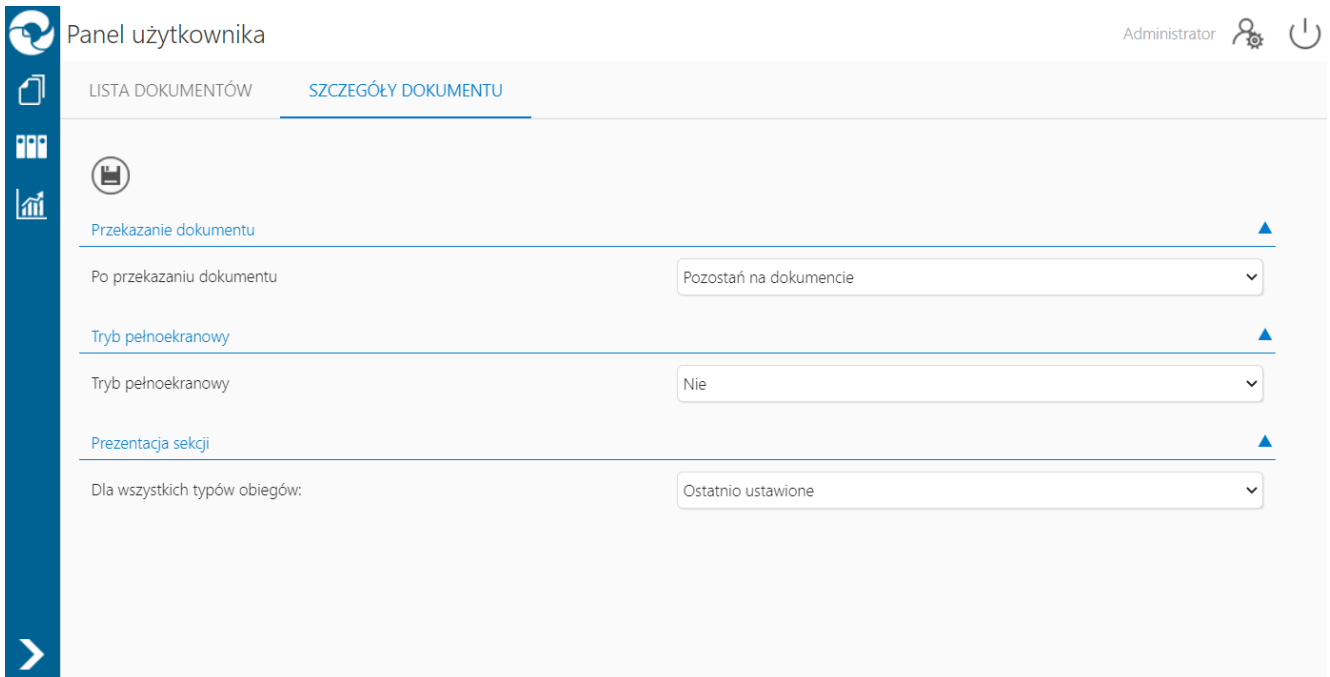 Panel użytkownika
Administrator
LISTA DOKUMENTÓW
SZCZEGÓŁY DOKUMENTU
Przekazanie dokumentu
Po przekazaniu dokumentu
Pozostań na dokumencie
Tryb pełnoekranowy
Tryb pełnoekranowy
Nie
Prezentacja sekcji
Dla wszystkich typów obiegów:
Ostatnio ustawione